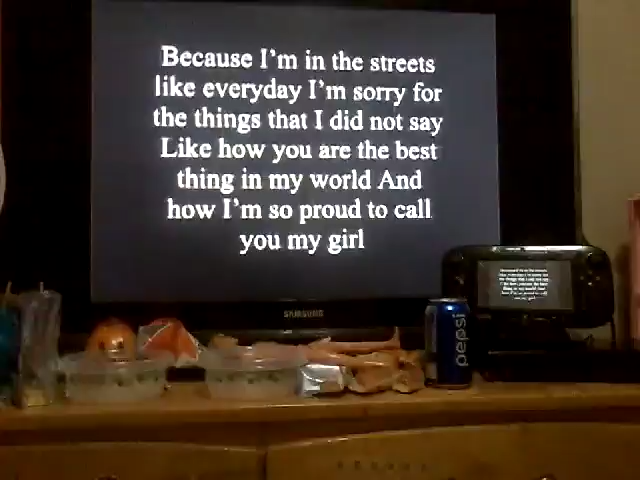 Because I'm in the streets
like everyday I'm sorry for
the things that I did not say
Like how you are the best
thing in my world And
how I'm so proud to call
you my girl
SAMSUNG
pepsi